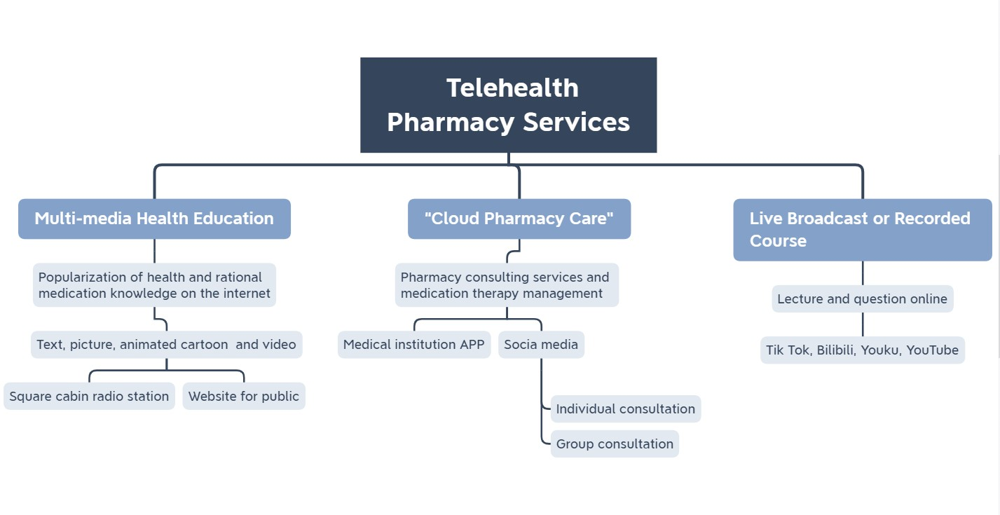 Telehealth
Pharmacy Services
Multi-media Health Education
"Cloud Pharmacy Care"
Live Broadcast or Recorded
Course
Popularization of health and rational
medication knowledge on the internet
Pharmacy consulting services and
medication therapy management
Lecture and question online
Text, picture, animated cartoon  and video
Medical institution APP
Socia media
Tik Tok, Bilibili, Youku, YouTube
Square cabin radio station
Website for public
Individual consultation
Group consultation